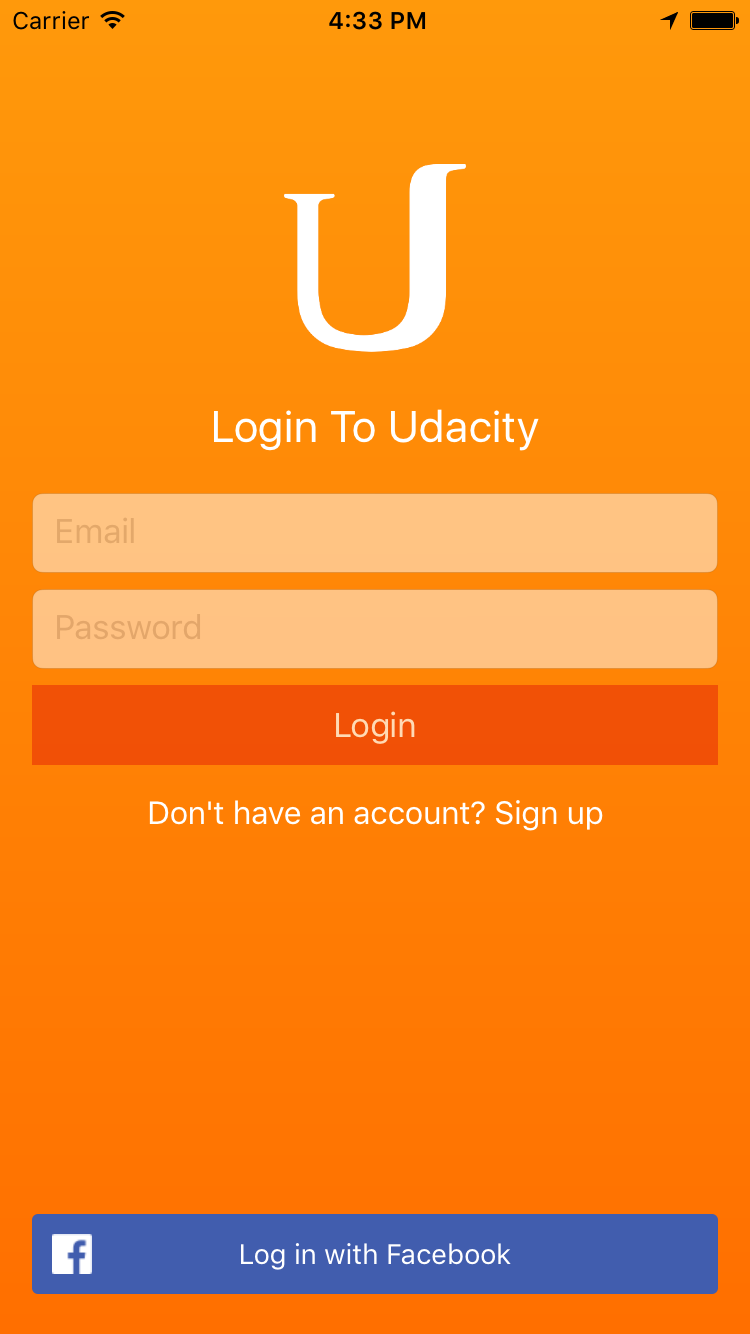 Carrier 4:33 PM
U
Login To Udacity
Email
Password
Login
Don't have an account? Sign up
f Log in with Facebook